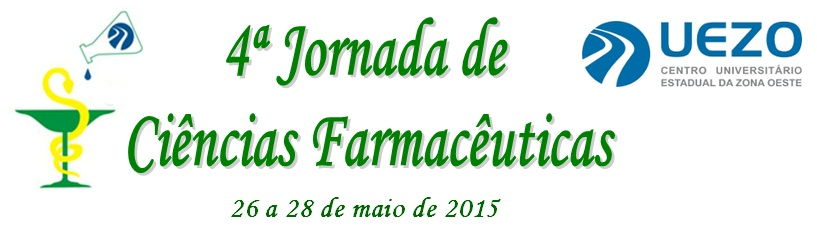 4ª Jornada de
Ciências Farmacêuticas
26 a 28 de maio de 2015
UEZO
CENTRO UNIVERSITÁRIO
ESTADUAL DA ZONA OESTE